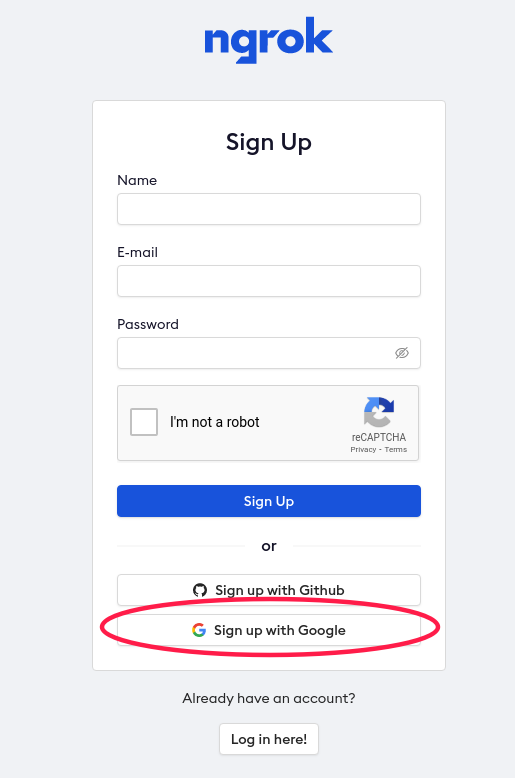 ngrok
Sign Up
Name
E-mail
Password
I'm not a robot
reCAPTCHA
Privacy - Terms
Sign Up
or
Sign up with Github
Sign up with Google
Already have an account?
Log in here!